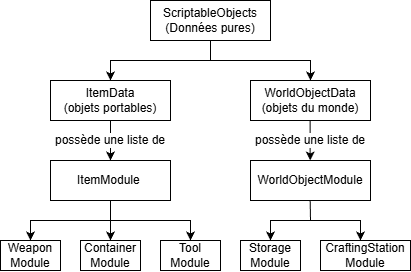 ScriptableObjects
(Données pures)
ItemData
(objets portables)
WorldObjectData
(objets du monde)
possède une liste de
possède une liste de
ItemModule
WorldObjectModule
Weapon
Module
Container
Module
Tool
Module
Storage
Module
CraftingStation
Module